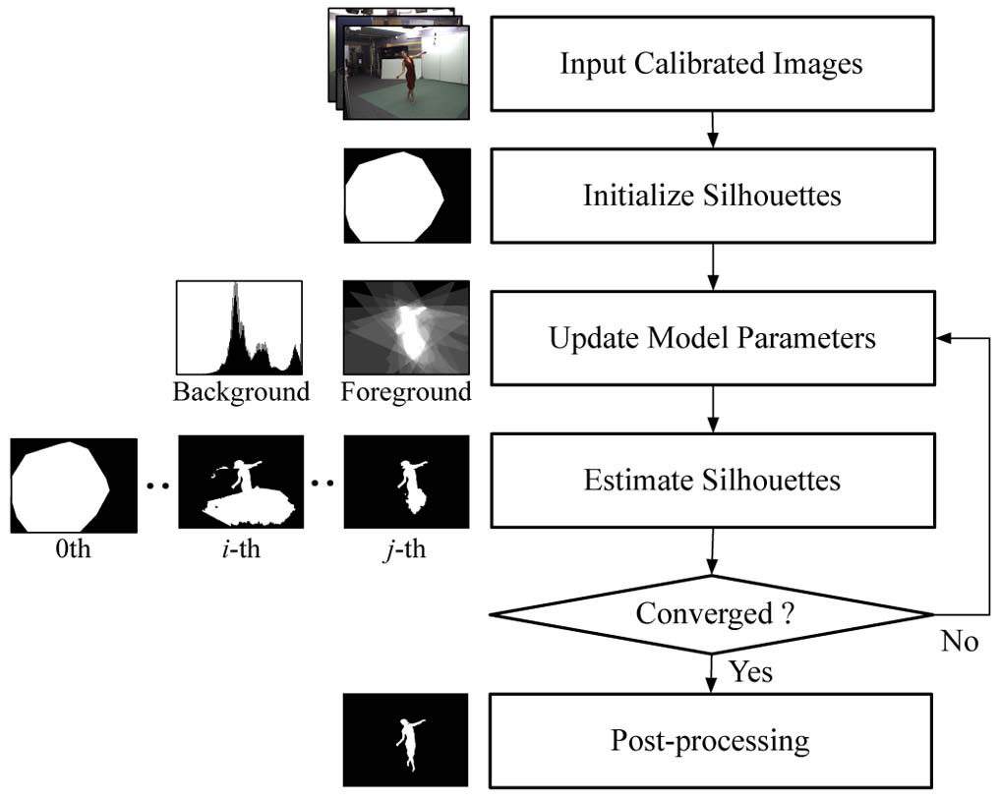 Input Calibrated Images
Initialize Silhouettes
Update Model Parameters
Background
Foreground
Estimate Silhouettes
0th
i-th
j-th
Converged ?
No
Yes
Post-processing